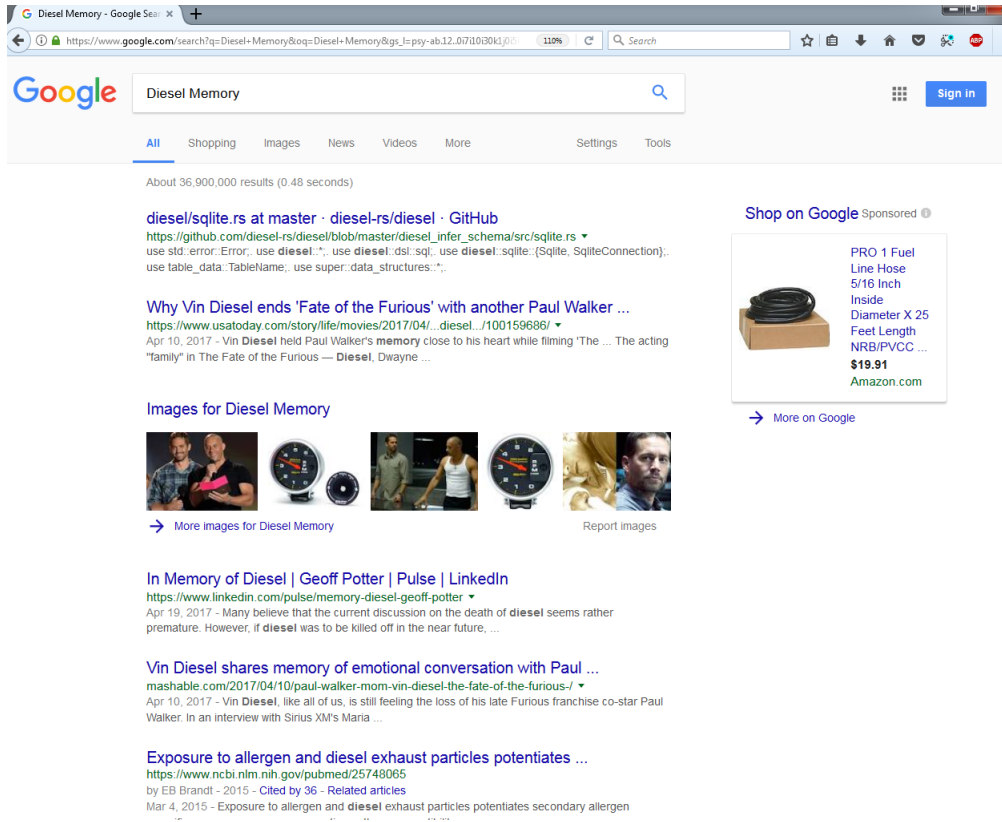 Diesel Memory - Google Sear
https://www.google.com/search?q=Diesel+Memory&oq=Diesel+Memory&gs_l=psy-ab.12..0i7i10i30k1j0i5 110% Search ABP
Google Diesel Memory Sign in
All Shopping Images News Videos More Settings Tools
About 36,900,000 results (0.48 seconds)
diesel/sqlite.rs at master · diesel-rs/diesel · GitHub
https://github.com/diesel-rs/diesel/blob/master/diesel_infer_schema/src/sqlite.rs
use std::error::Error;. use diesel::*;. use diesel::dsl::sql;. use diesel::sqlite::{Sqlite, SqliteConnection};.
use table_data::TableName;. use super::data_structures::*;.
Why Vin Diesel ends 'Fate of the Furious' with another Paul Walker ...
https://www.usatoday.com/story/life/movies/2017/04/...diesel.../100159686/
Apr 10, 2017 - Vin Diesel held Paul Walker's memory close to his heart while filming 'The ... The acting
"family" in The Fate of the Furious — Diesel, Dwayne ...
Images for Diesel Memory
More images for Diesel Memory Report images
In Memory of Diesel | Geoff Potter | Pulse | LinkedIn
https://www.linkedin.com/pulse/memory-diesel-geoff-potter
Apr 19, 2017 - Many believe that the current discussion on the death of diesel seems rather
premature. However, if diesel was to be killed off in the near future, ...
Vin Diesel shares memory of emotional conversation with Paul ...
mashable.com/2017/04/10/paul-walker-mom-vin-diesel-the-fate-of-the-furious-/
Apr 10, 2017 - Vin Diesel, like all of us, is still feeling the loss of his late Furious franchise co-star Paul
Walker. In an interview with Sirius XM's Maria ...
Exposure to allergen and diesel exhaust particles potentiates ...
https://www.ncbi.nlm.nih.gov/pubmed/25748065
by EB Brandt - 2015 - Cited by 36 - Related articles
Mar 4, 2015 - Exposure to allergen and diesel exhaust particles potentiates secondary allergen
Shop on Google Sponsored
PRO 1 Fuel
Line Hose
5/16 Inch
Inside
Diameter X 25
Feet Length
NRB/PVCC ...
$19.91
Amazon.com
More on Google